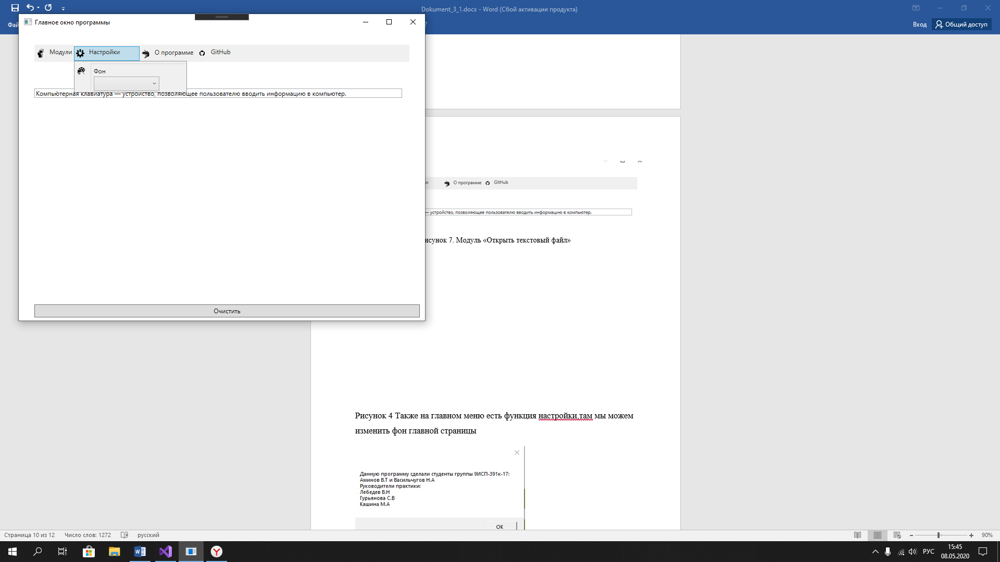 Dokument_3_1.docx - Word (Сбой активации продукта)
Фай
?
Вход
Общий доступ
Главное окно программы
Модули
Настройки
О программе
GitHub
Фон
Компьютерная клавиатура — устройство, позволяющее пользователю вводить информацию в компьютер.
Очистить
О программе
GitHub
— устройство, позволяющее пользователю вводить информацию в компьютер.
исунок 7. Модуль «Открыть текстовый файл»
Рисунок 4 Также на главном меню есть функция настройки.там мы можем
изменить фон главной страницы
Данную программу сделали студенты группы 9ИСП-391к-17:
Аминов В.Т и Васильчугов Н.А
Руководители практики:
Лебедев В.Н
Гурьянова С.В
Кашина М.А
ОК
Страница 10 из 12
Число слов: 1272
русский
90%
РУС
15:45
08.05.2020